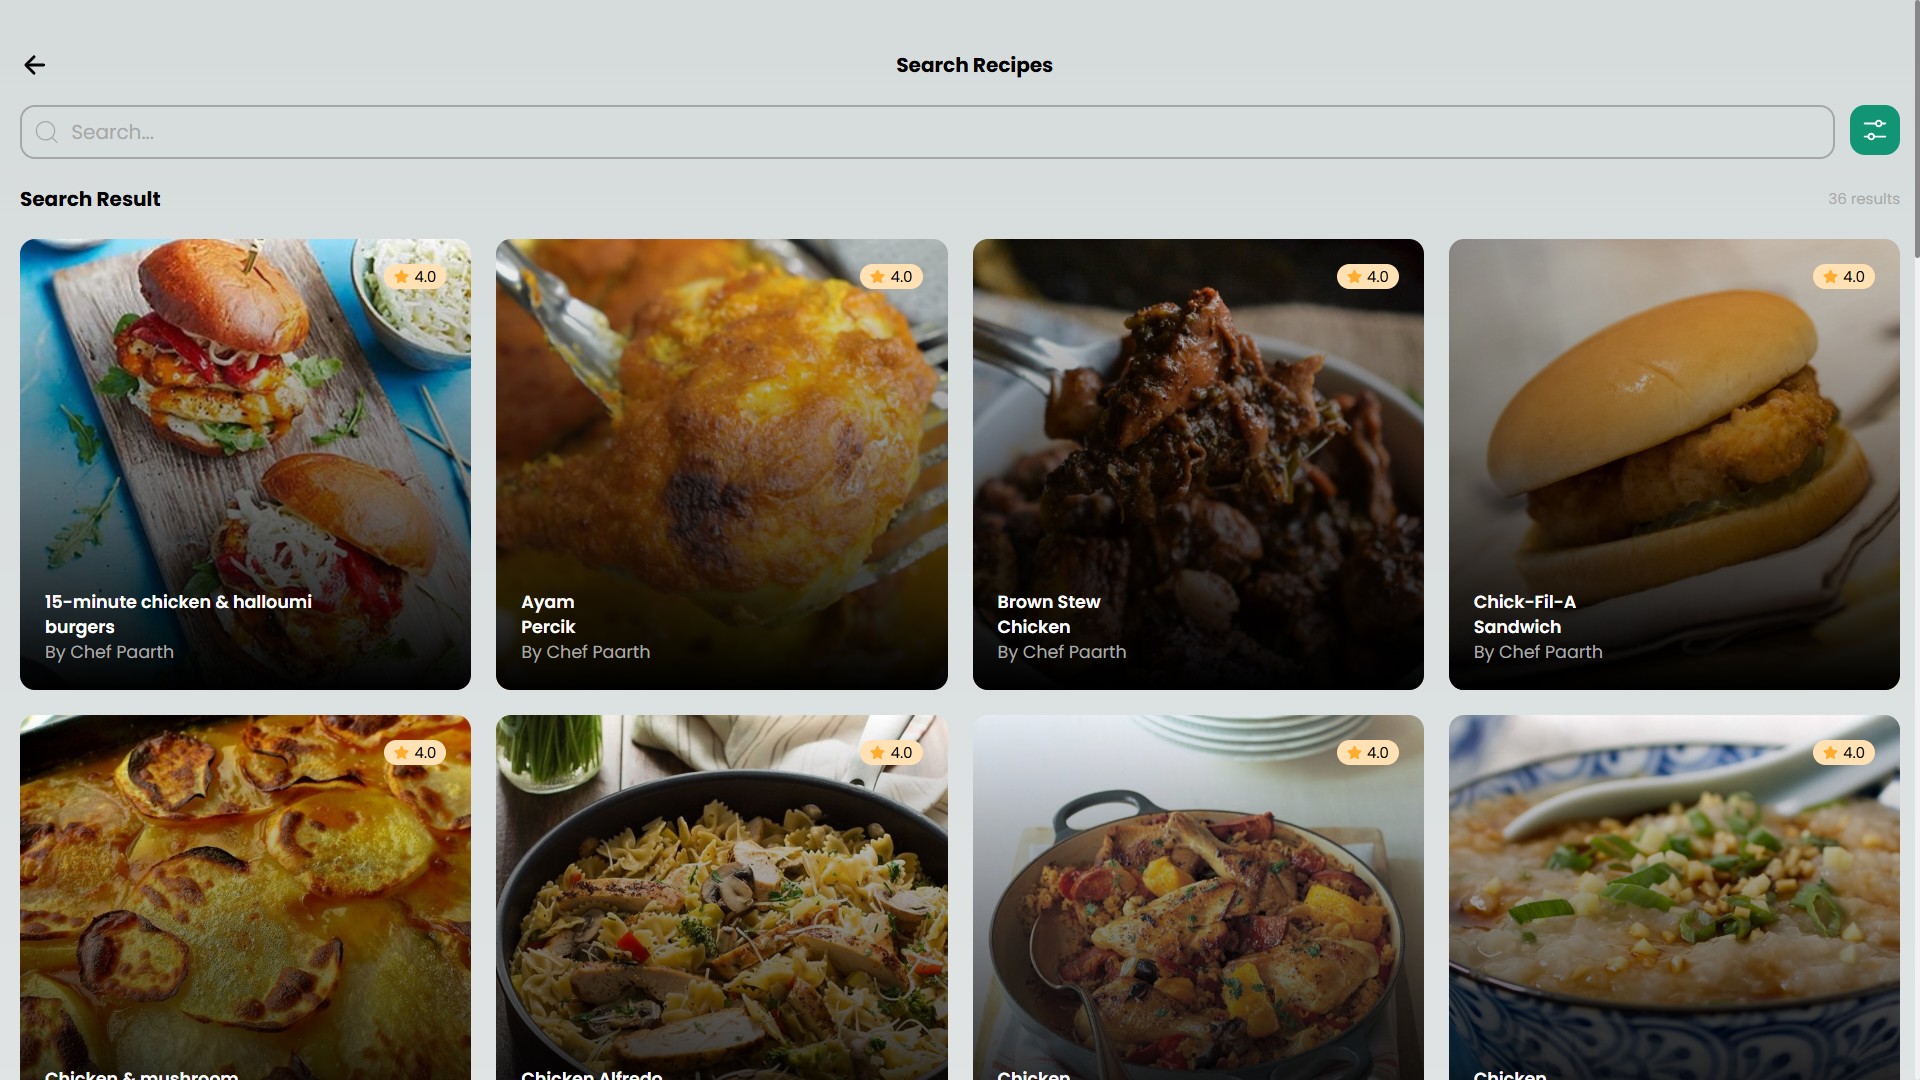 Search Recipes
Search...
Search Result
36 results
4.0
4.0
4.0
4.0
15-minute chicken & halloumi
burgers
By Chef Paarth
Ayam
Percik
By Chef Paarth
Brown Stew
Chicken
By Chef Paarth
Chick-Fil-A
Sandwich
By Chef Paarth
4.0
4.0
4.0
4.0
Chicken & mushroom
Chicken Alfredo
Chicken
Chicken